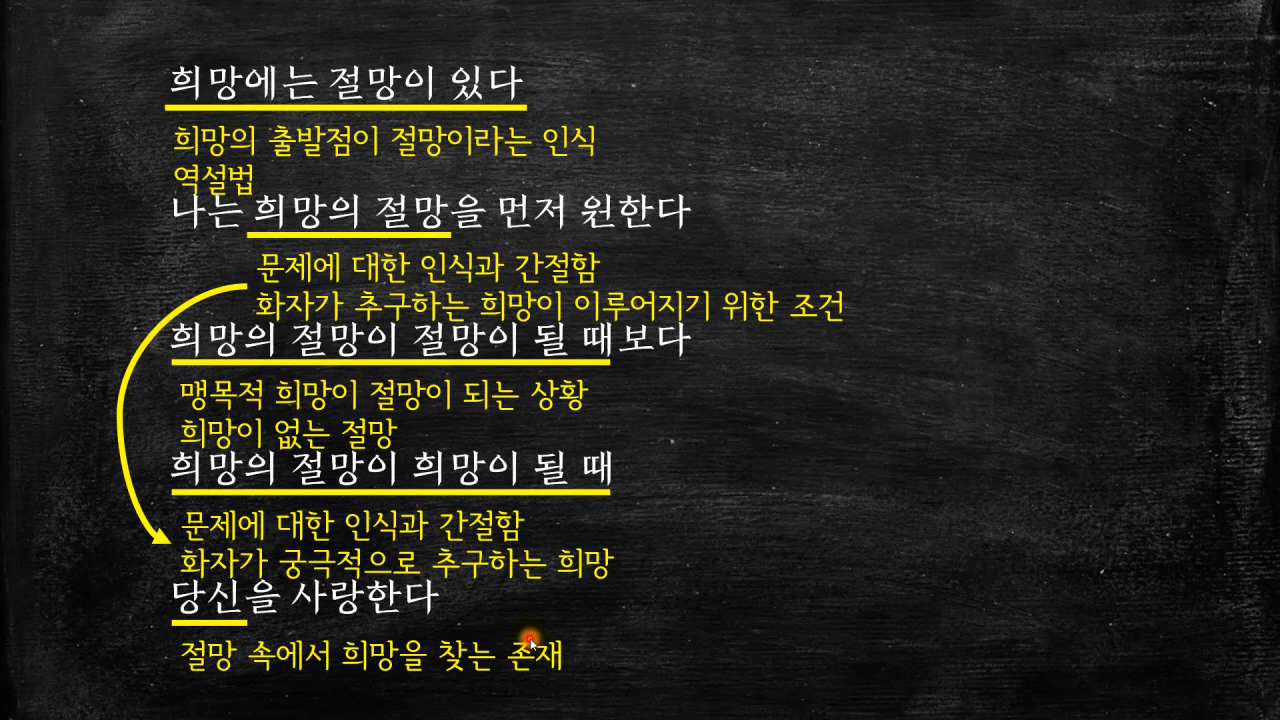 희망에는 절망이 있다
희망의 출발점이 절망이라는 인식
역설법
나는 희망의 절망을 먼저 원한다
문제에 대한 인식과 간절함
화자가 추구하는 희망이 이루어지기 위한 조건
희망의 절망이 절망이 될 때보다
맹목적 희망이 절망이 되는 상황
희망이 없는 절망
희망의 절망이 희망이 될 때
문제에 대한 인식과 간절함
화자가 궁극적으로 추구하는 희망
당신을 사랑한다
절망 속에서 희망을 찾는 존재